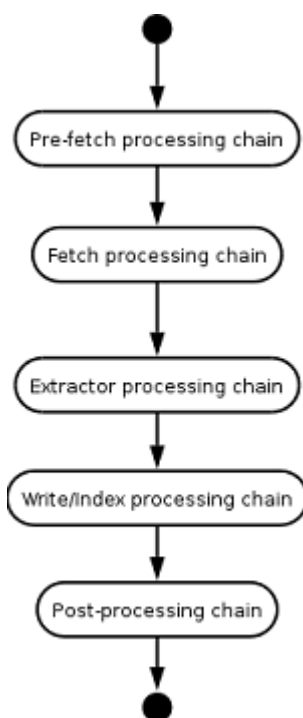 Pre-fetch processing chain
Fetch processing chain
Extractor processing chain
Write/Index processing chain
Post-processing chain